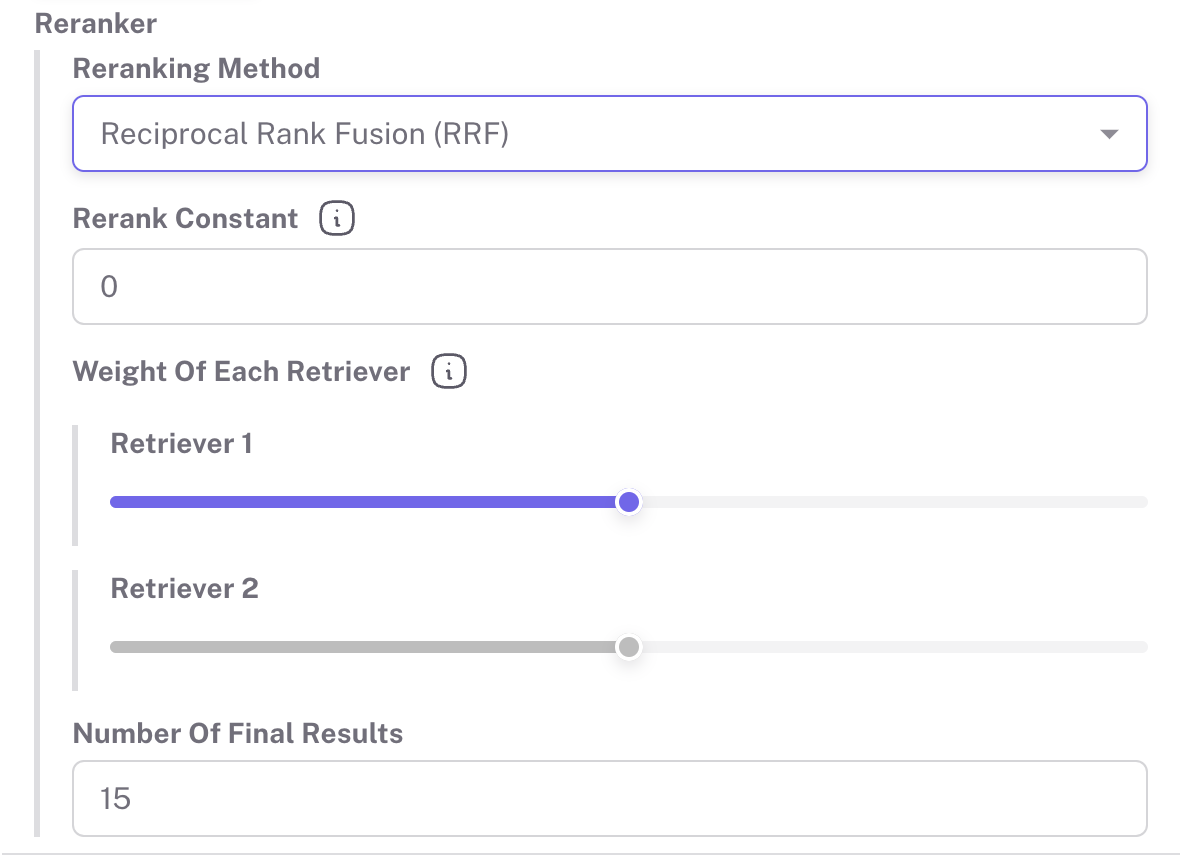 Reranker
Reranking Method
Reciprocal Rank Fusion (RRF)
Rerank Constant
0
Weight Of Each Retriever
Retriever 1
Retriever 2
Number Of Final Results
15